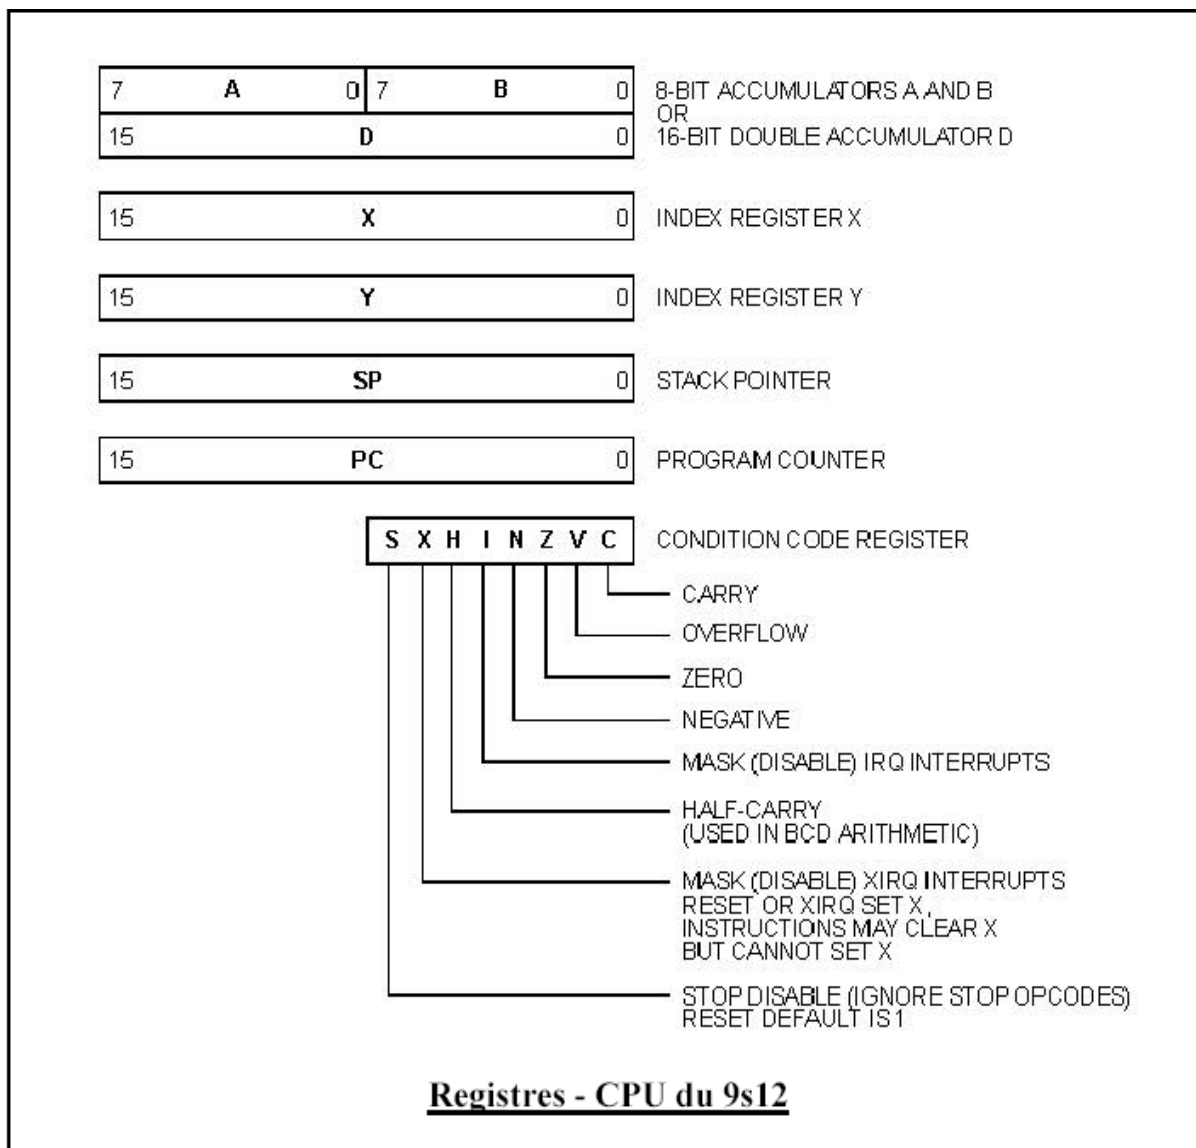 7 A 0 7 B 0 8-BIT ACCUMULATORS A AND B
OR
15 D 0 16-BIT DOUBLE ACCUMULATOR D
15 X 0 INDEX REGISTER X
15 Y 0 INDEX REGISTER Y
15 SP 0 STACK POINTER
15 PC 0 PROGRAM COUNTER
S X H I N Z V C CONDITION CODE REGISTER
CARRY
OVERFLOW
ZERO
NEGATIVE
MASK (DISABLE) IRQ INTERRUPTS
HALF-CARRY
(USED IN BCD ARITHMETIC)
MASK (DISABLE) XIRQ INTERRUPTS
RESET OR XIRQ SET X,
INSTRUCTIONS MAY CLEAR X
BUT CANNOT SET X
STOP DISABLE (IGNORE STOP OPCODES)
RESET DEFAULT IS 1
Registres - CPU du 9s12